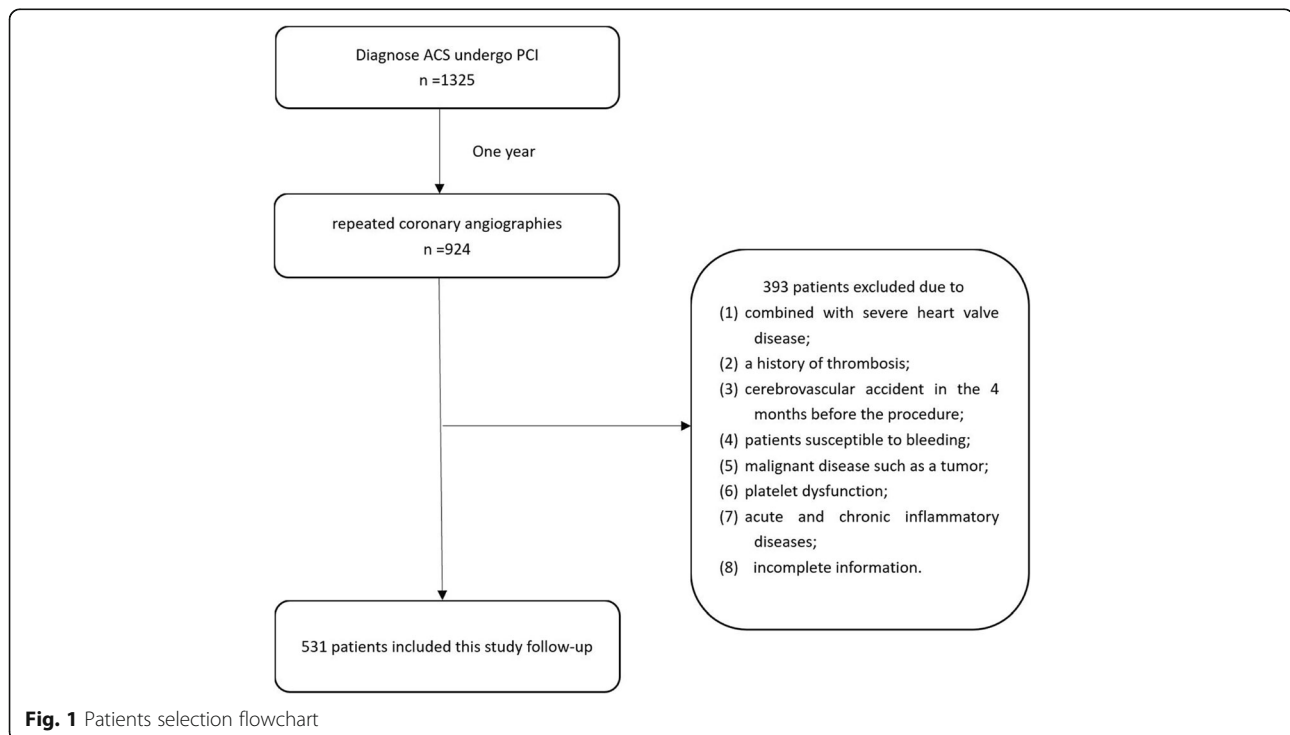 Diagnose ACS undergo PCI
n =1325
One year
repeated coronary angiographies
n =924
393 patients excluded due to
(1) combined with severe heart valve
disease;
(2) a history of thrombosis;
(3) cerebrovascular accident in the 4
months before the procedure;
(4) patients susceptible to bleeding;
(5) malignant disease such as a tumor;
(6) platelet dysfunction;
(7) acute and chronic inflammatory
diseases;
(8) incomplete information.
531 patients included this study follow-up
Fig. 1 Patients selection flowchart